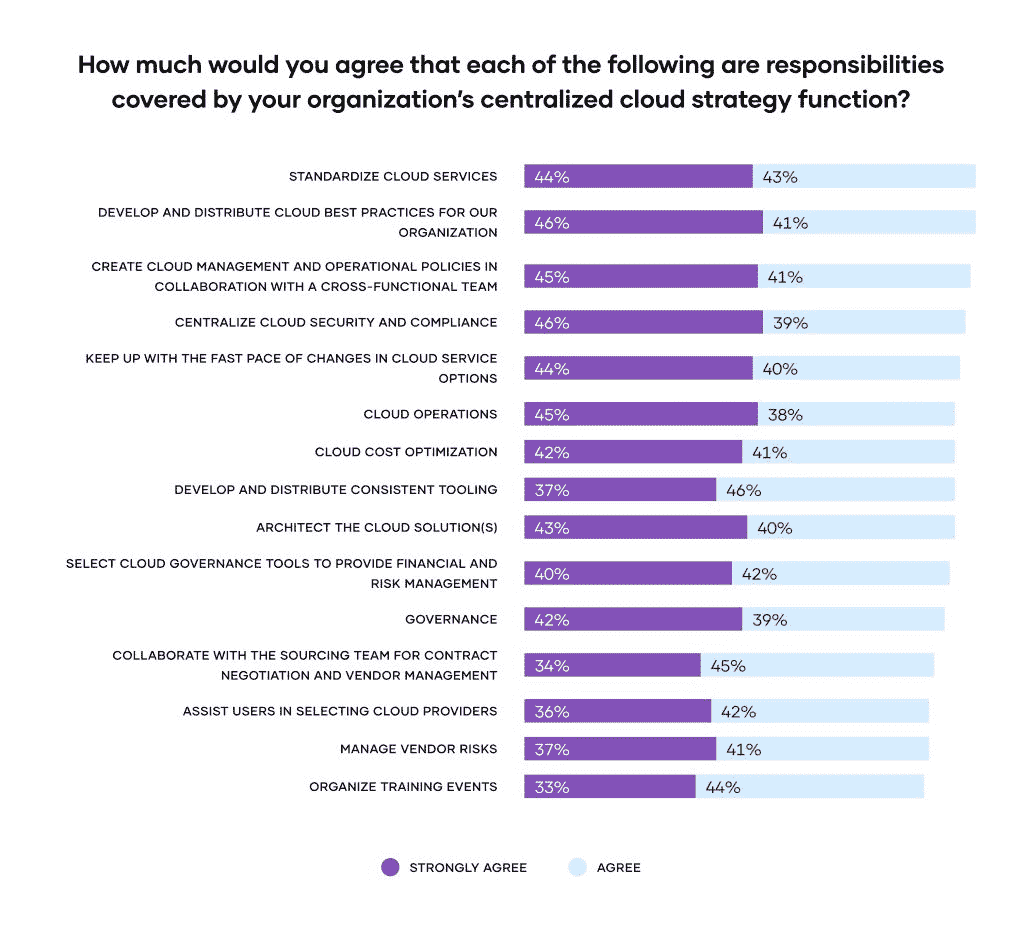 How much would you agree that each of the following are responsibilities
covered by your organization's centralized cloud strategy function?
STANDARDIZE CLOUD SERVICES 44% 43%
DEVELOP AND DISTRIBUTE CLOUD BEST PRACTICES FOR OUR
ORGANIZATION 46% 41%
CREATE CLOUD MANAGEMENT AND OPERATIONAL POLICIES IN
COLLABORATION WITH A CROSS-FUNCTIONAL TEAM 45% 41%
CENTRALIZE CLOUD SECURITY AND COMPLIANCE 46% 39%
KEEP UP WITH THE FAST PACE OF CHANGES IN CLOUD SERVICE
OPTIONS 44% 40%
CLOUD OPERATIONS 45% 38%
CLOUD COST OPTIMIZATION 42% 41%
DEVELOP AND DISTRIBUTE CONSISTENT TOOLING 37% 46%
ARCHITECT THE CLOUD SOLUTION(S) 43% 40%
SELECT CLOUD GOVERNANCE TOOLS TO PROVIDE FINANCIAL AND
RISK MANAGEMENT 40% 42%
GOVERNANCE 42% 39%
COLLABORATE WITH THE SOURCING TEAM FOR CONTRACT
NEGOTIATION AND VENDOR MANAGEMENT 34% 45%
ASSIST USERS IN SELECTING CLOUD PROVIDERS 36% 42%
MANAGE VENDOR RISKS 37% 41%
ORGANIZE TRAINING EVENTS 33% 44%
STRONGLY AGREE AGREE